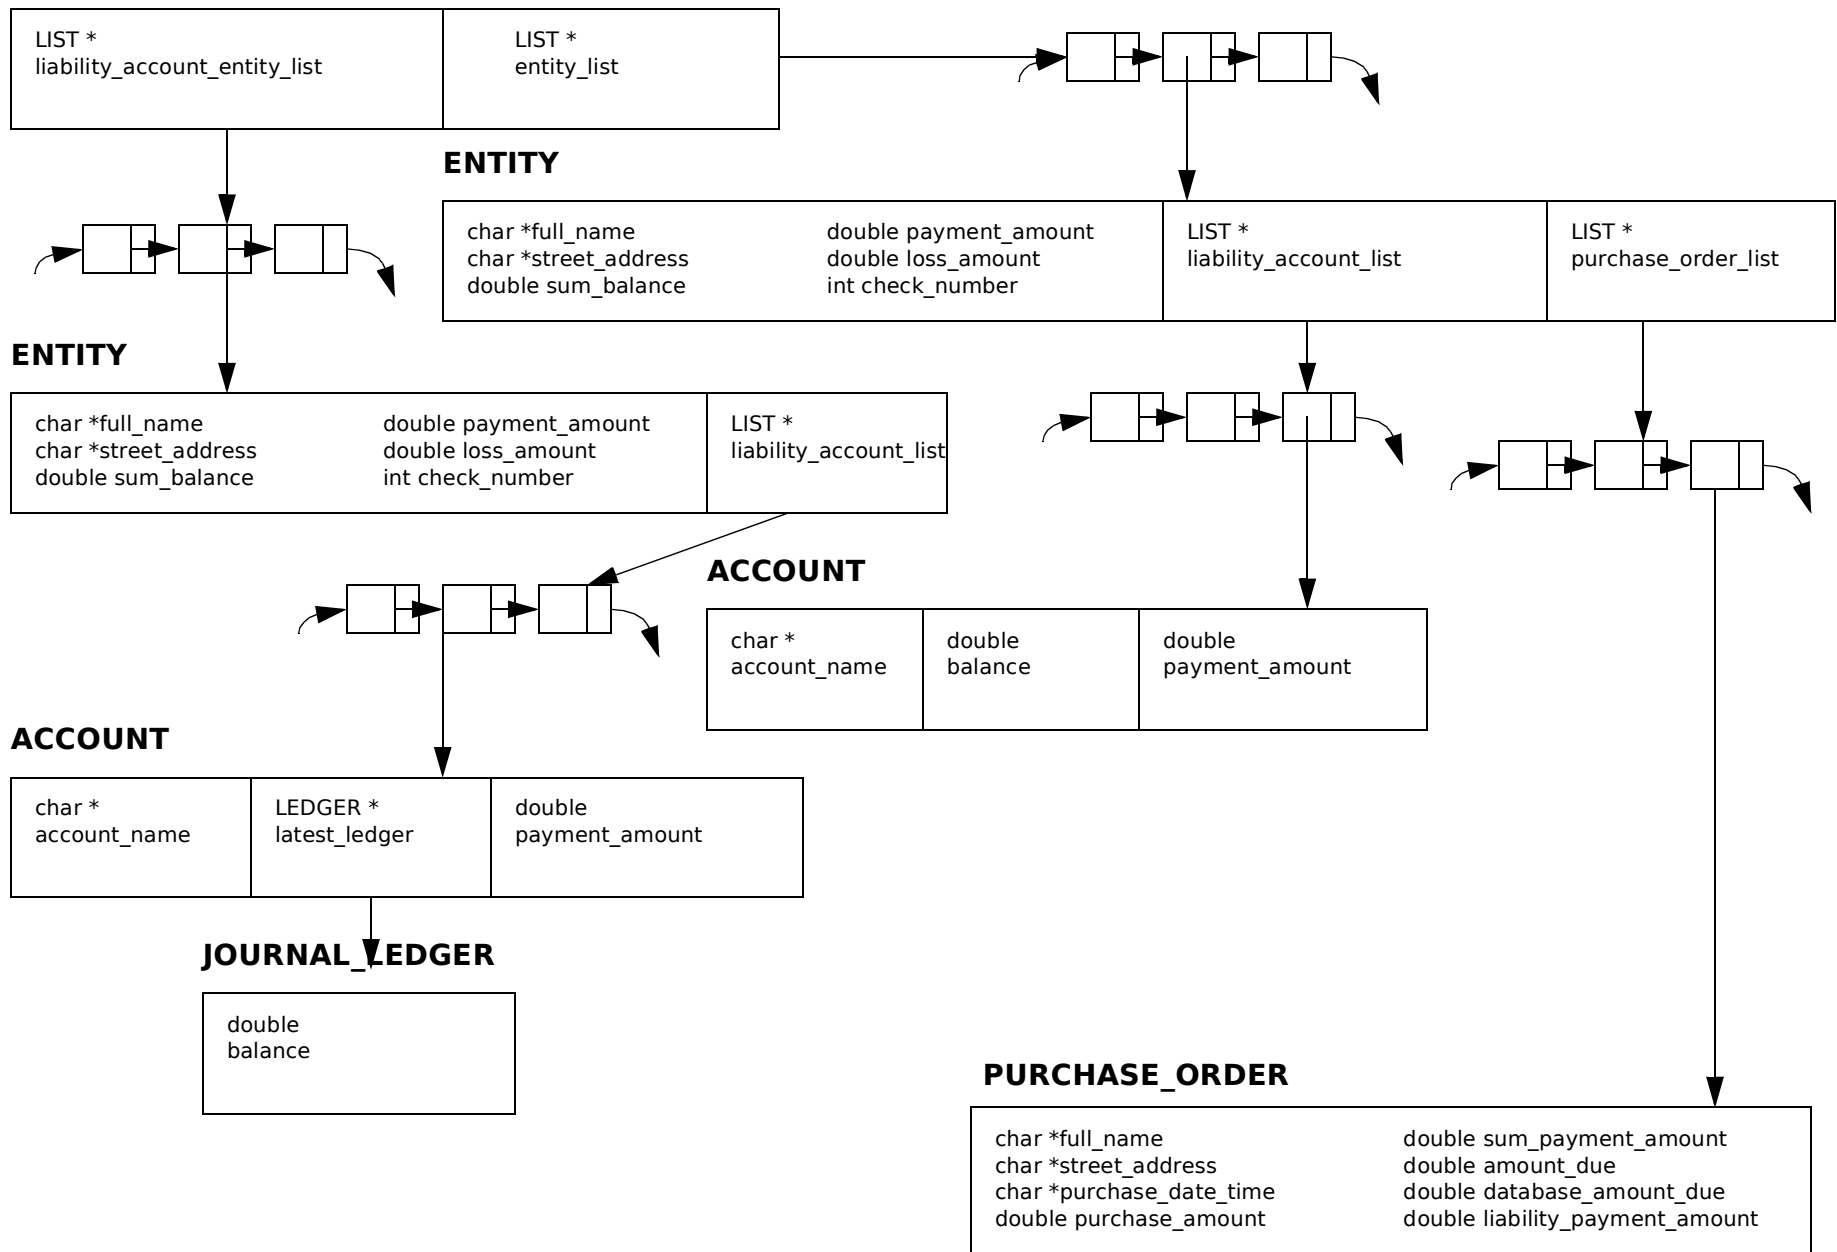 LIST *
liability_account_entity_list
LIST *
entity_list
ENTITY
char *full_name
char *street_address
double sum_balance
double payment_amount
double loss_amount
int check_number
LIST *
liability_account_list
LIST *
purchase_order_list
ENTITY
char *full_name
char *street_address
double sum_balance
double payment_amount
double loss_amount
int check_number
LIST *
liability_account_list
ACCOUNT
char *
account_name
double
balance
double
payment_amount
ACCOUNT
char *
account_name
LEDGER *
latest_ledger
double
payment_amount
JOURNAL_LEDGER
double
balance
PURCHASE_ORDER
char *full_name
char *street_address
char *purchase_date_time
double purchase_amount
double sum_payment_amount
double amount_due
double database_amount_due
double liability_payment_amount